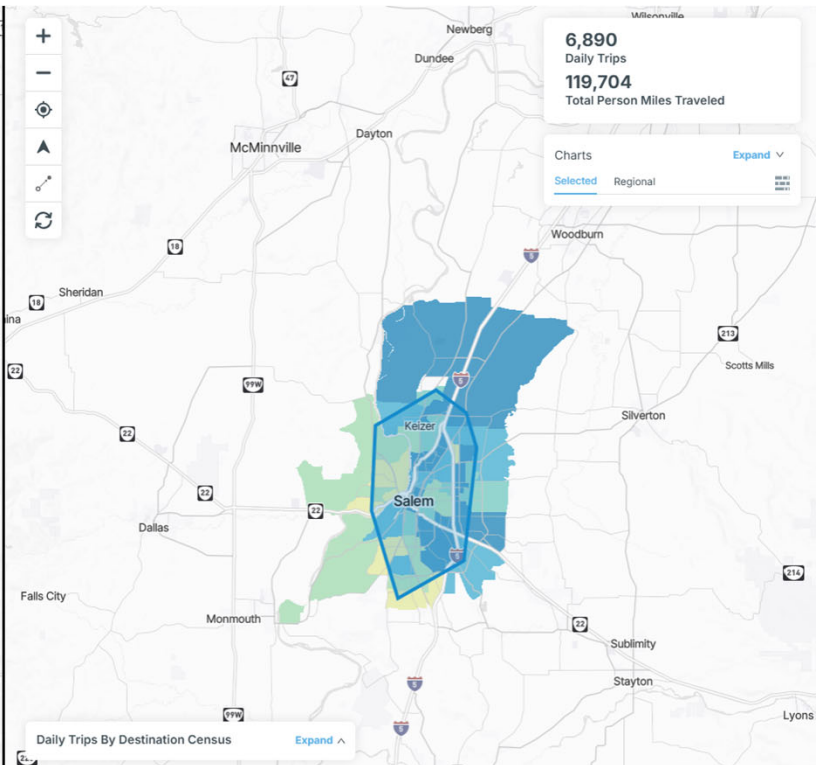 Wilsonville
Newberg
6,890
Daily Trips
Dundee
47
119,704
Total Person Miles Traveled
Dayton
McMinnville
Charts
Expand
Selected
Regional
Woodburn
18
5
Sheridan
18
ina
213
22
Scotts Mills
99W
5
Silverton
Keizer
22
22
Salem
22
Dallas
5
214
Falls City
Monmouth
22
Sublimity
Stayton
5
99W
Lyons
5
Daily Trips By Destination Census
Expand